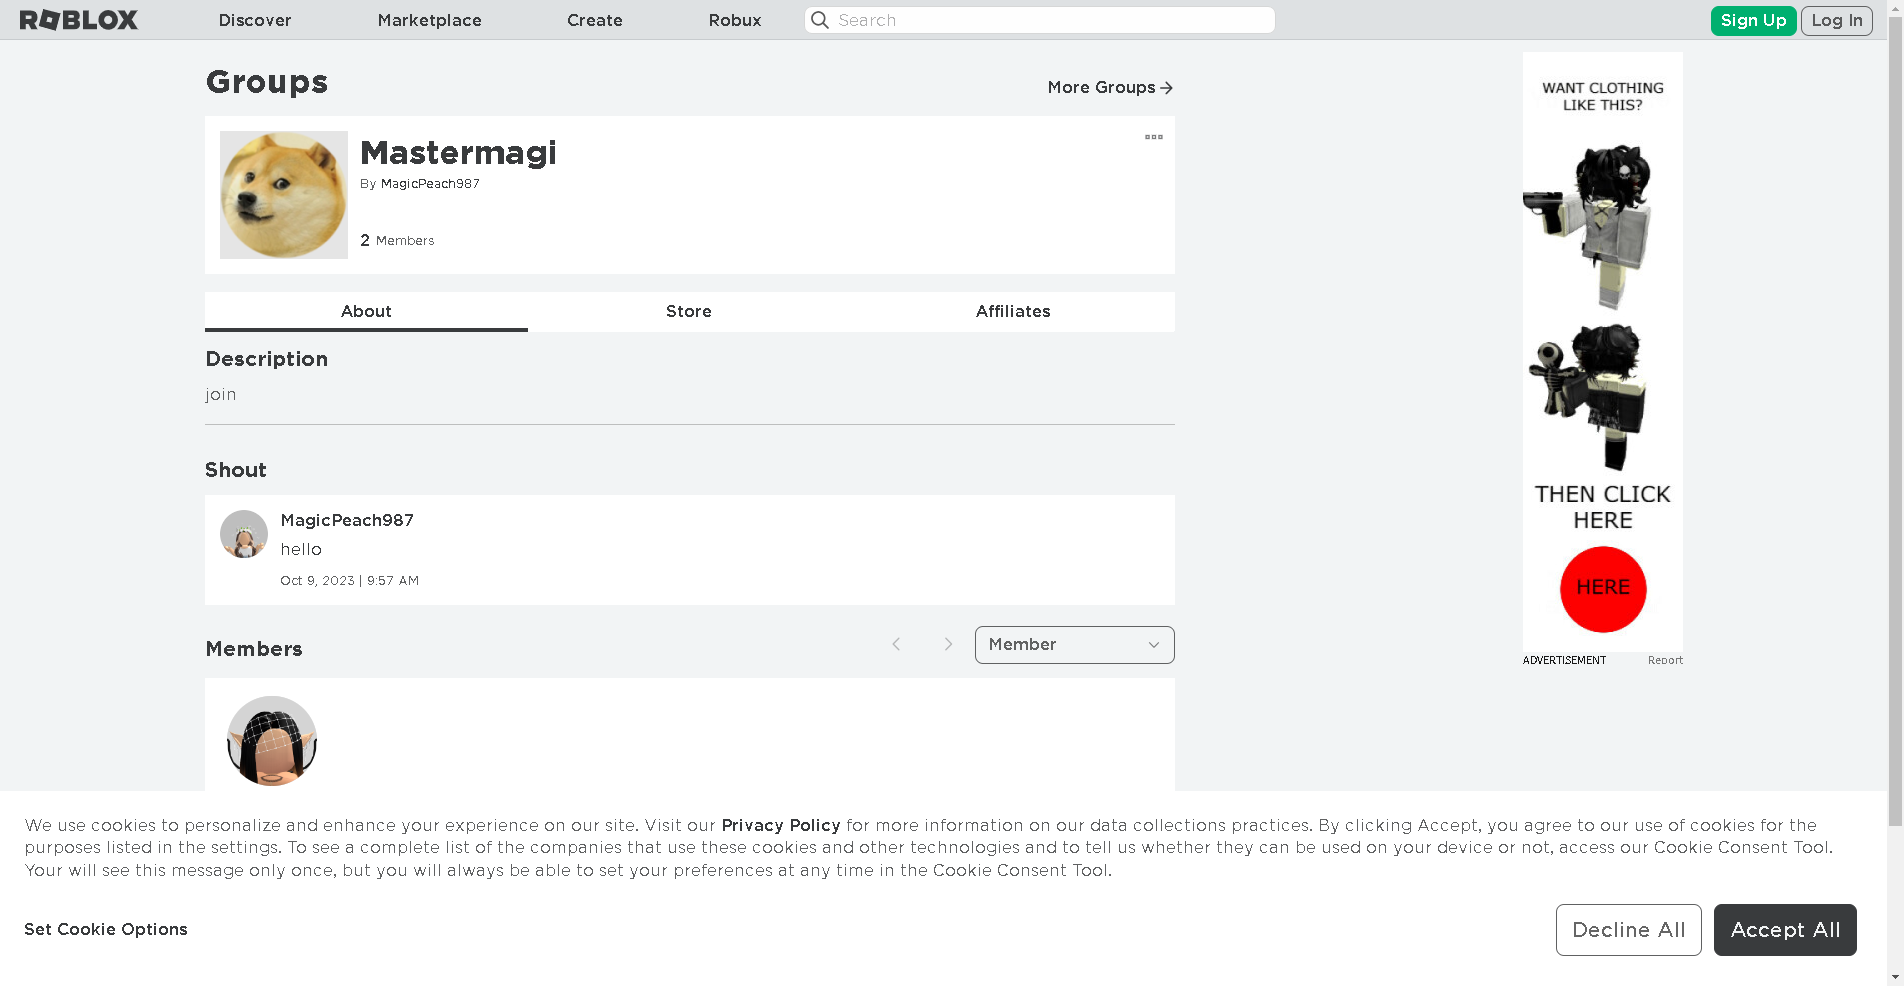 ROBLOX
Discover
Marketplace
Create
Robux
Search
Sign Up
Log In
Groups
More Groups
Mastermagi
By MagicPeach987
2 Members
About
Store
Affiliates
Description
join
Shout
MagicPeach987
hello
Oct 9, 2023 | 9:57 AM
Members
Member
WANT CLOTHING
LIKE THIS?
THEN CLICK
HERE
HERE
ADVERTISEMENT
Report
We use cookies to personalize and enhance your experience on our site. Visit our Privacy Policy for more information on our data collections practices. By clicking Accept, you agree to our use of cookies for the
purposes listed in the settings. To see a complete list of the companies that use these cookies and other technologies and to tell us whether they can be used on your device or not, access our Cookie Consent Tool.
Your will see this message only once, but you will always be able to set your preferences at any time in the Cookie Consent Tool.
Set Cookie Options
Decline All
Accept All